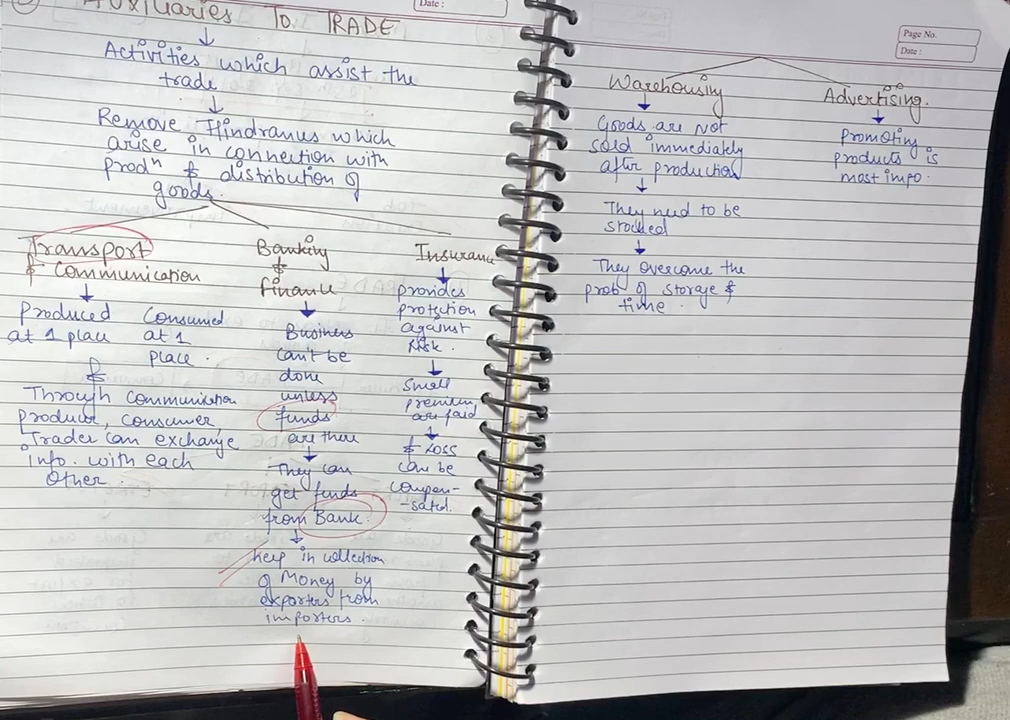 AUXILIARIES TO TRADE
Date :
Activities which assist the
trade
Remove Hindrances which
arise in connection with
prodⁿ & distribution of
goods.
Transport
& Communication
Produced
at 1 place
Consumed
at 1
place.
&
Through communication
producer, consumer,
Trader can exchange
info. with each
other.
Banking
&
finance
Business
can't be
done
unless
funds
are there
They can
get funds
from Bank.
Keep in collection
of Money by
exporters from
importers.
Insurance
provides
protection
against
Risk.
Small
premium
are paid
& Loss
can be
compen-
-sated.
Page No.
Date :
Warehousing
Goods are Not
sold immediately
after production
They need to be
stocked
They overcome the
prob of storage &
time.
Advertising.
Promoting
products is
most impo.